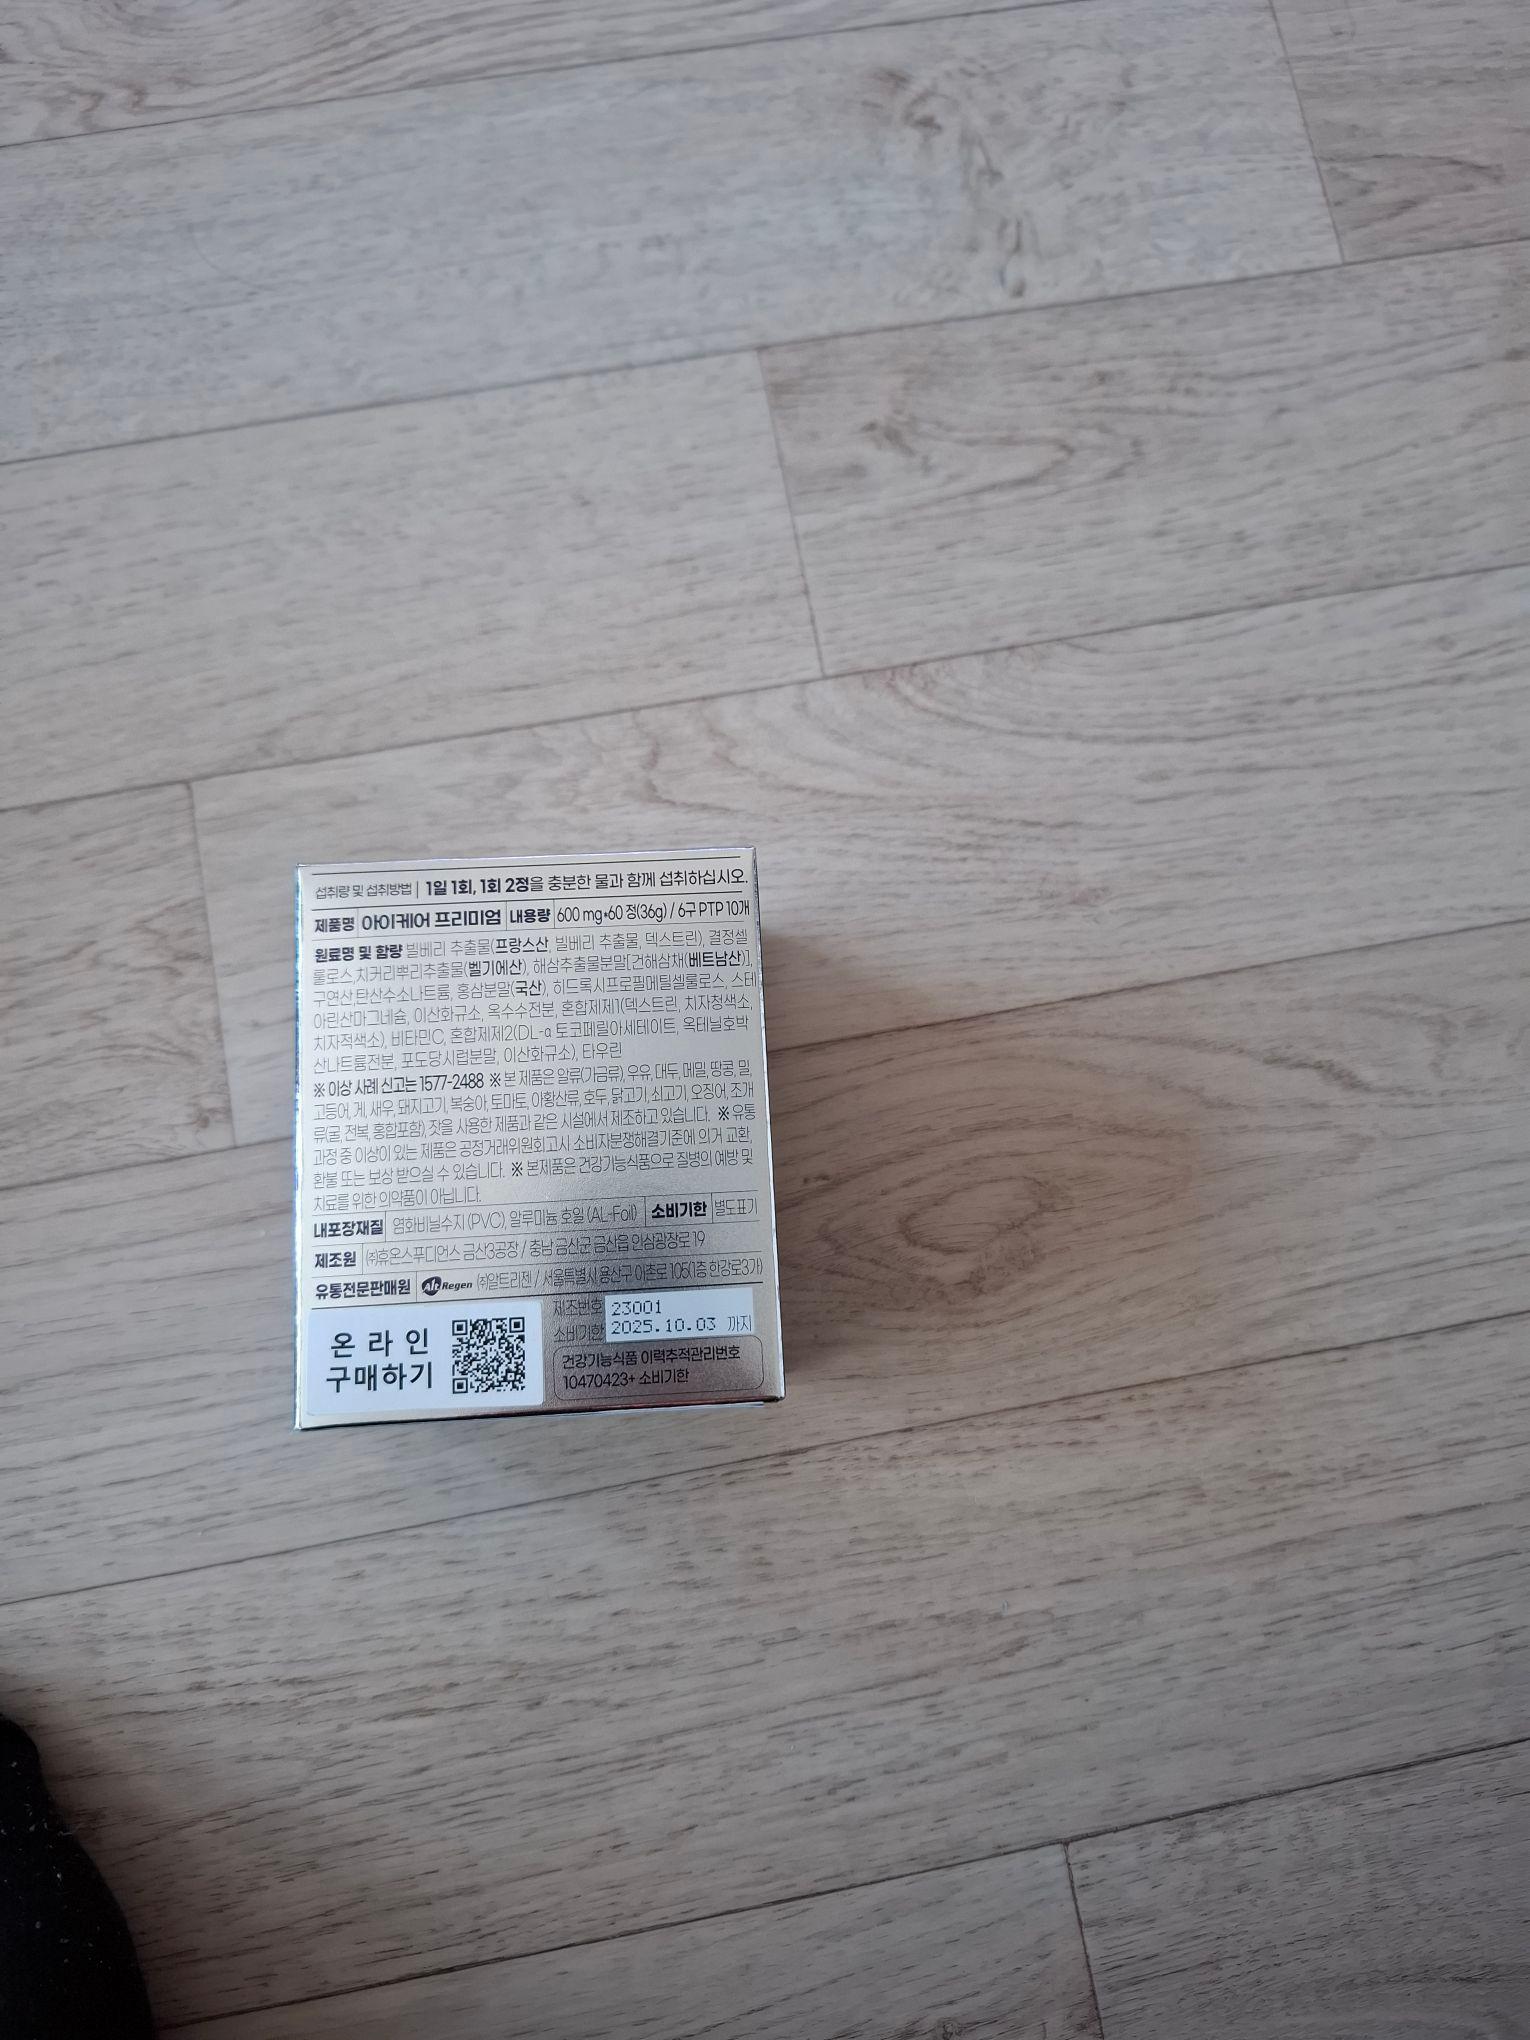 섭취량 및 섭취방법 | 1일 1회, 1회 2정을 충분한 물과 함께 섭취하십시오.
제품명 아이케어 프리미엄 내용량 600 mg*60 정(36g) / 6구 PTP 10개
원료명 및 함량 빌베리 추출물(프랑스산, 빌베리 추출물, 덱스트린), 결정셀
룰로스, 치커리뿌리추출물(벨기에산), 해삼추출물분말[건해삼채(베트남산)],
구연산, 탄산수소나트륨, 홍삼분말(국산), 히드록시프로필메틸셀룰로스, 스테
아린산마그네슘, 이산화규소, 옥수수전분, 혼합제제1(덱스트린, 치자청색소,
치자적색소), 비타민C, 혼합제제2(DL-α 토코페릴아세테이트, 옥테닐호박
산나트륨전분, 포도당시럽분말, 이산화규소), 타우린
※ 이상 사례 신고는 1577-2488 ※ 본 제품은 알류(가금류), 우유, 대두, 메밀, 땅콩, 밀,
고등어, 게, 새우, 돼지고기, 복숭아, 토마토, 아황산류, 호두, 닭고기, 쇠고기, 오징어, 조개
류(굴, 전복, 홍합포함) 잣을 사용한 제품과 같은 시설에서 제조하고 있습니다. ※ 유통
과정 중 이상이 있는 제품은 공정거래위원회고시 소비자분쟁해결기준에 의거 교환,
환불 또는 보상 받으실 수 있습니다. ※ 본제품은 건강기능식품으로 질병의 예방 및
치료를 위한 의약품이 아닙니다.
내포장재질 염화비닐수지 (PVC), 알루미늄 호일 (AL-Foil) 소비기한 별도표기
제조원 ㈜휴온스푸디언스 금산3공장 / 충남 금산군 금산읍 인삼광장로 19
유통전문판매원 Alt Regen ㈜알트리젠 / 서울특별시 용산구 이촌로 105(1층 한강로3가)
온라인
구매하기
제조번호 23001
소비기한 2025.10.03 까지
건강기능식품 이력추적관리번호
10470423+ 소비기한